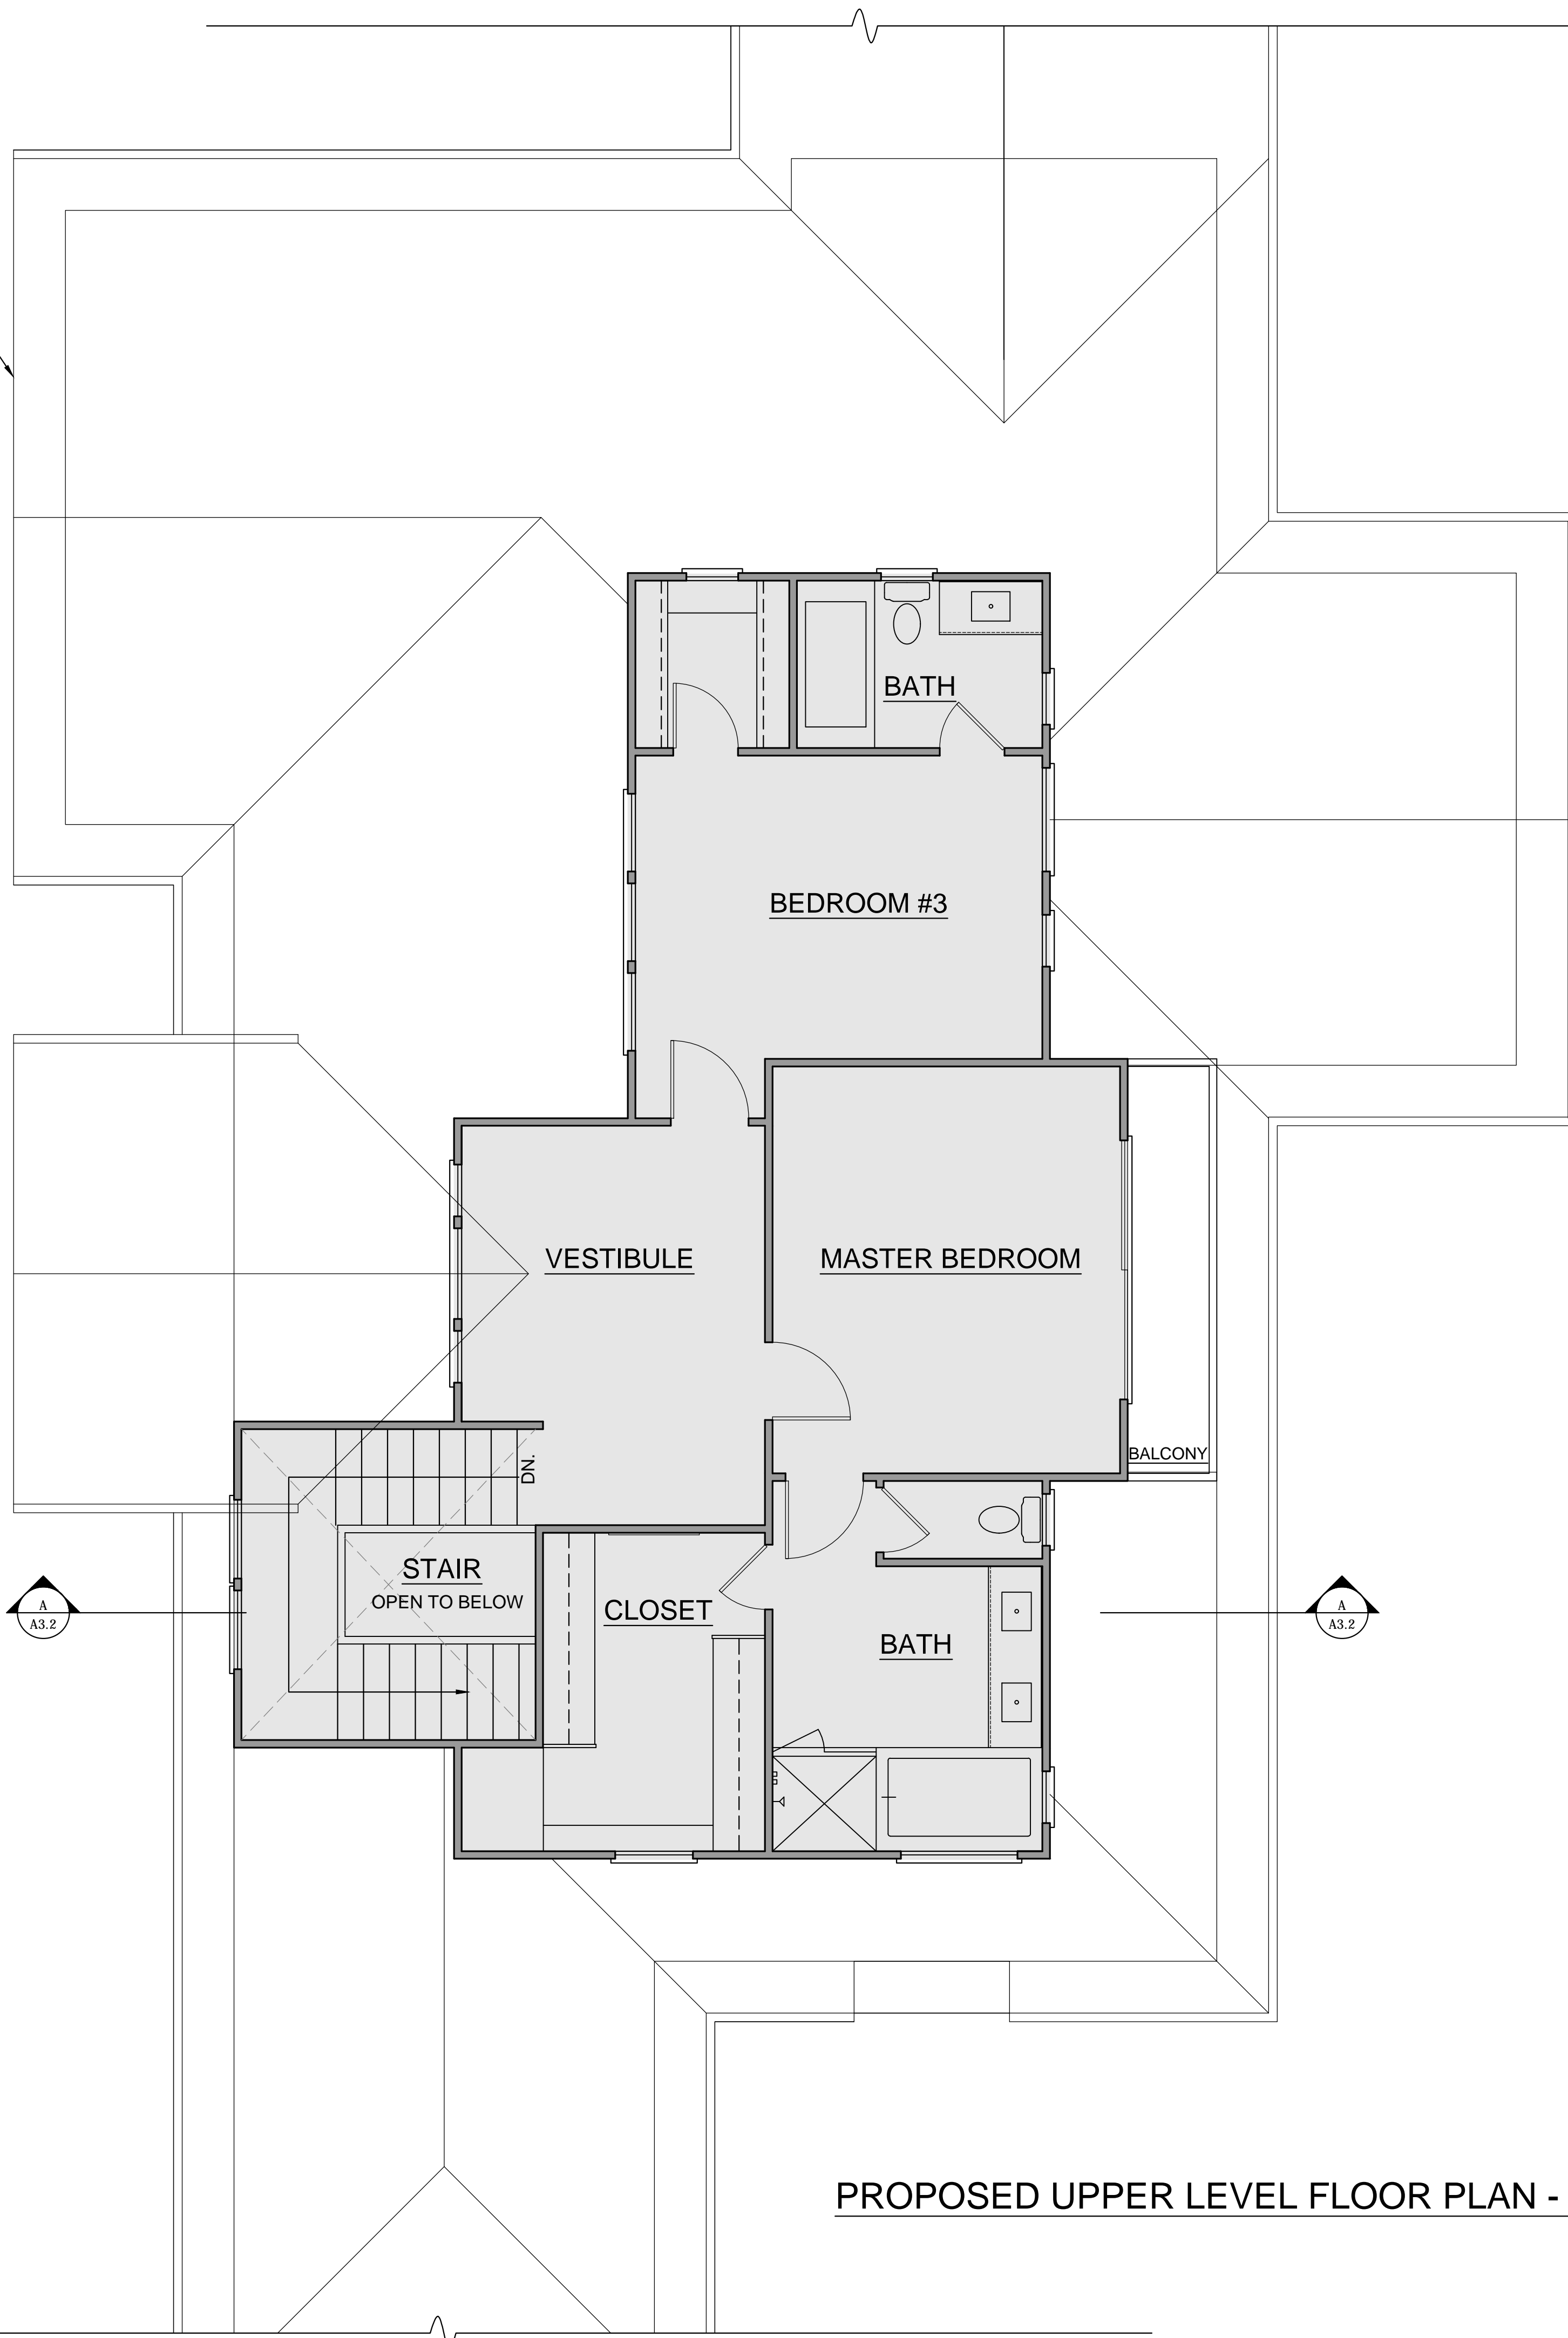 BATH
BEDROOM #3
VESTIBULE
MASTER BEDROOM
BALCONY
DN.
STAIR
OPEN TO BELOW
CLOSET
BATH
A
A3.2
A
A3.2
PROPOSED UPPER LEVEL FLOOR PLAN -